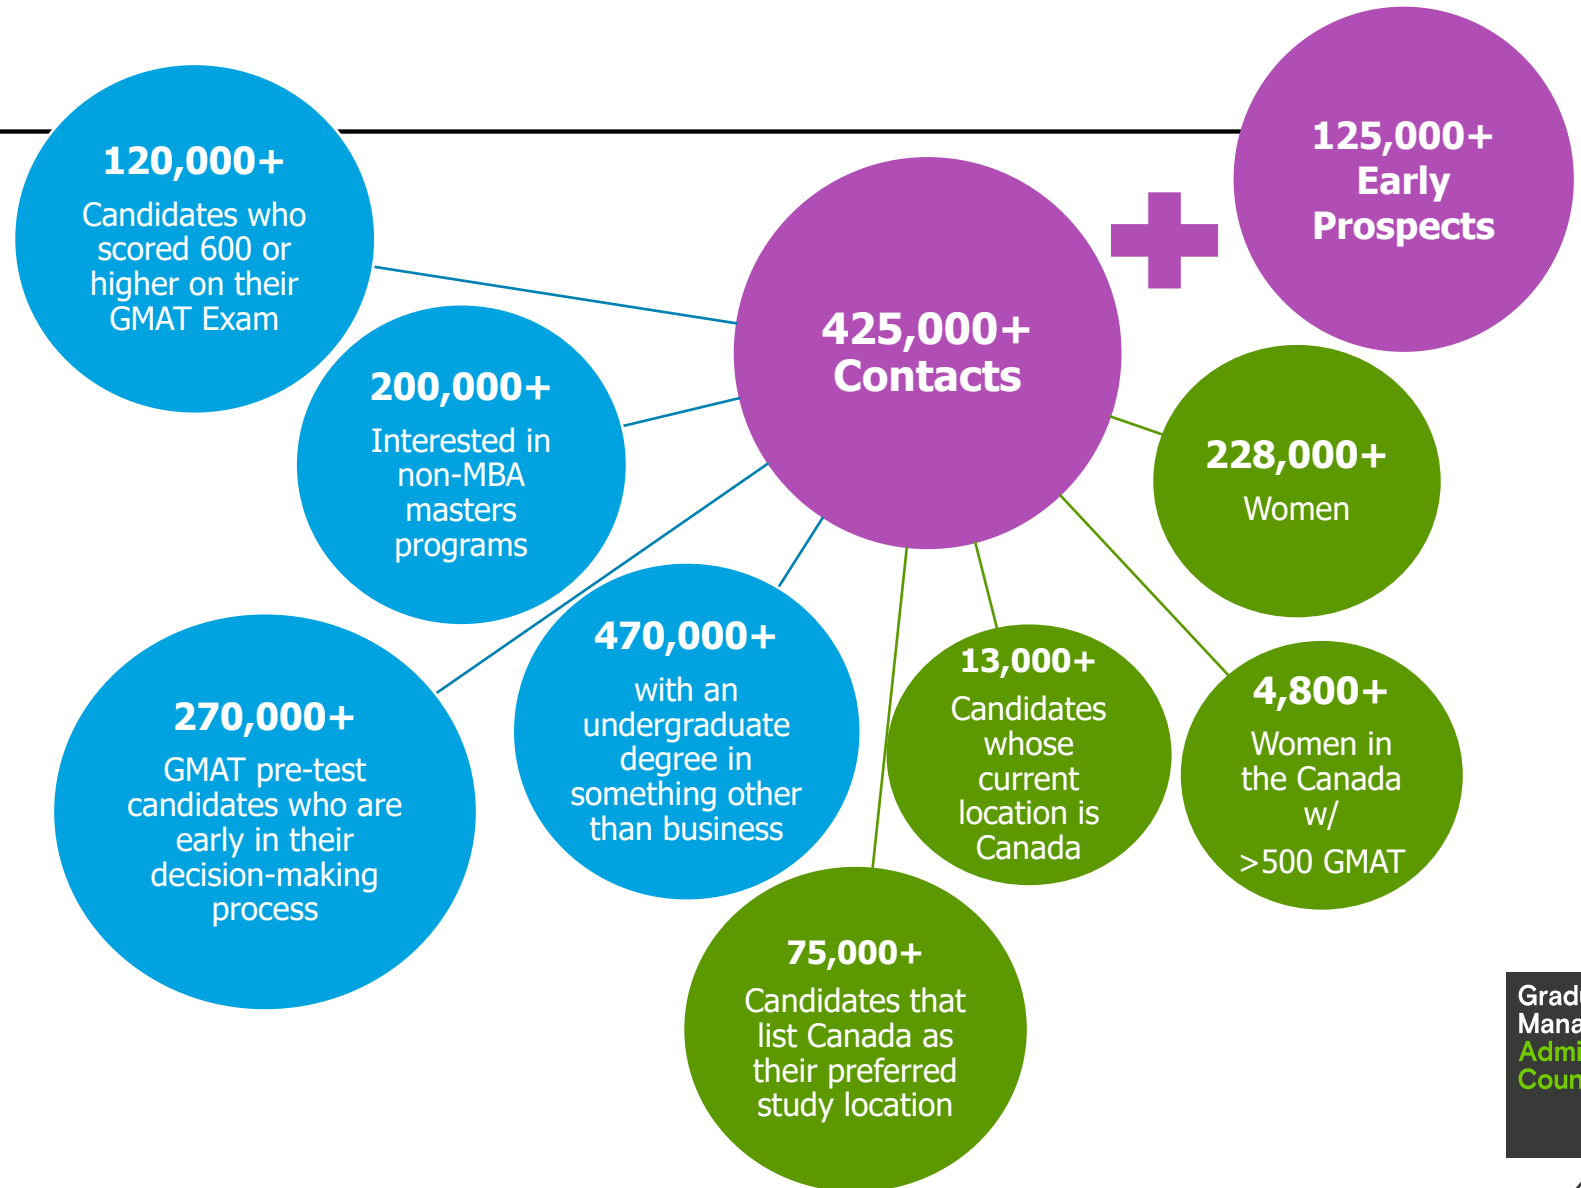 120,000+
Candidates who
scored 600 or
higher on their
GMAT Exam
200,000+
Interested in
non-MBA
masters
programs
270,000+
GMAT pre-test
candidates who are
early in their
decision-making
process
470,000+
with an
undergraduate
degree in
something other
than business
425,000+
Contacts
125,000+
Early
Prospects
228,000+
Women
13,000+
Candidates
whose
current
location is
Canada
4,800+
Women in
the Canada
w/
>500 GMAT
75,000+
Candidates that
list Canada as
their preferred
study location